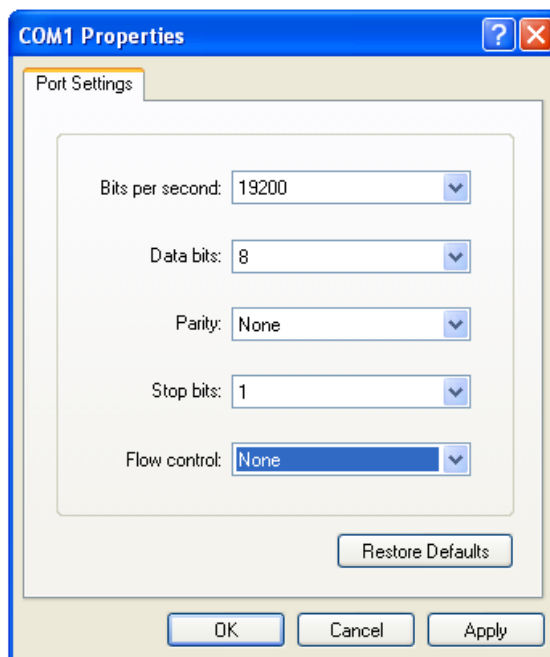 COM1 Properties
Port Settings
Bits per second: 19200
Data bits: 8
Parity: None
Stop bits: 1
Flow control: None
Restore Defaults
OK Cancel Apply